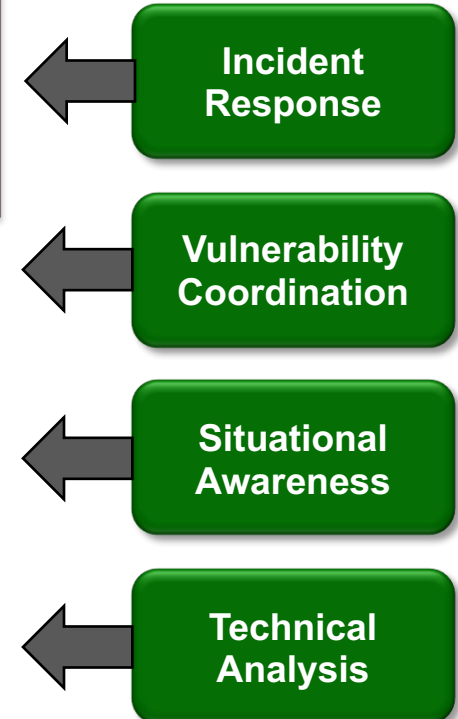 Incident
Response
Vulnerability
Coordination
Situational
Awareness
Technical
Analysis